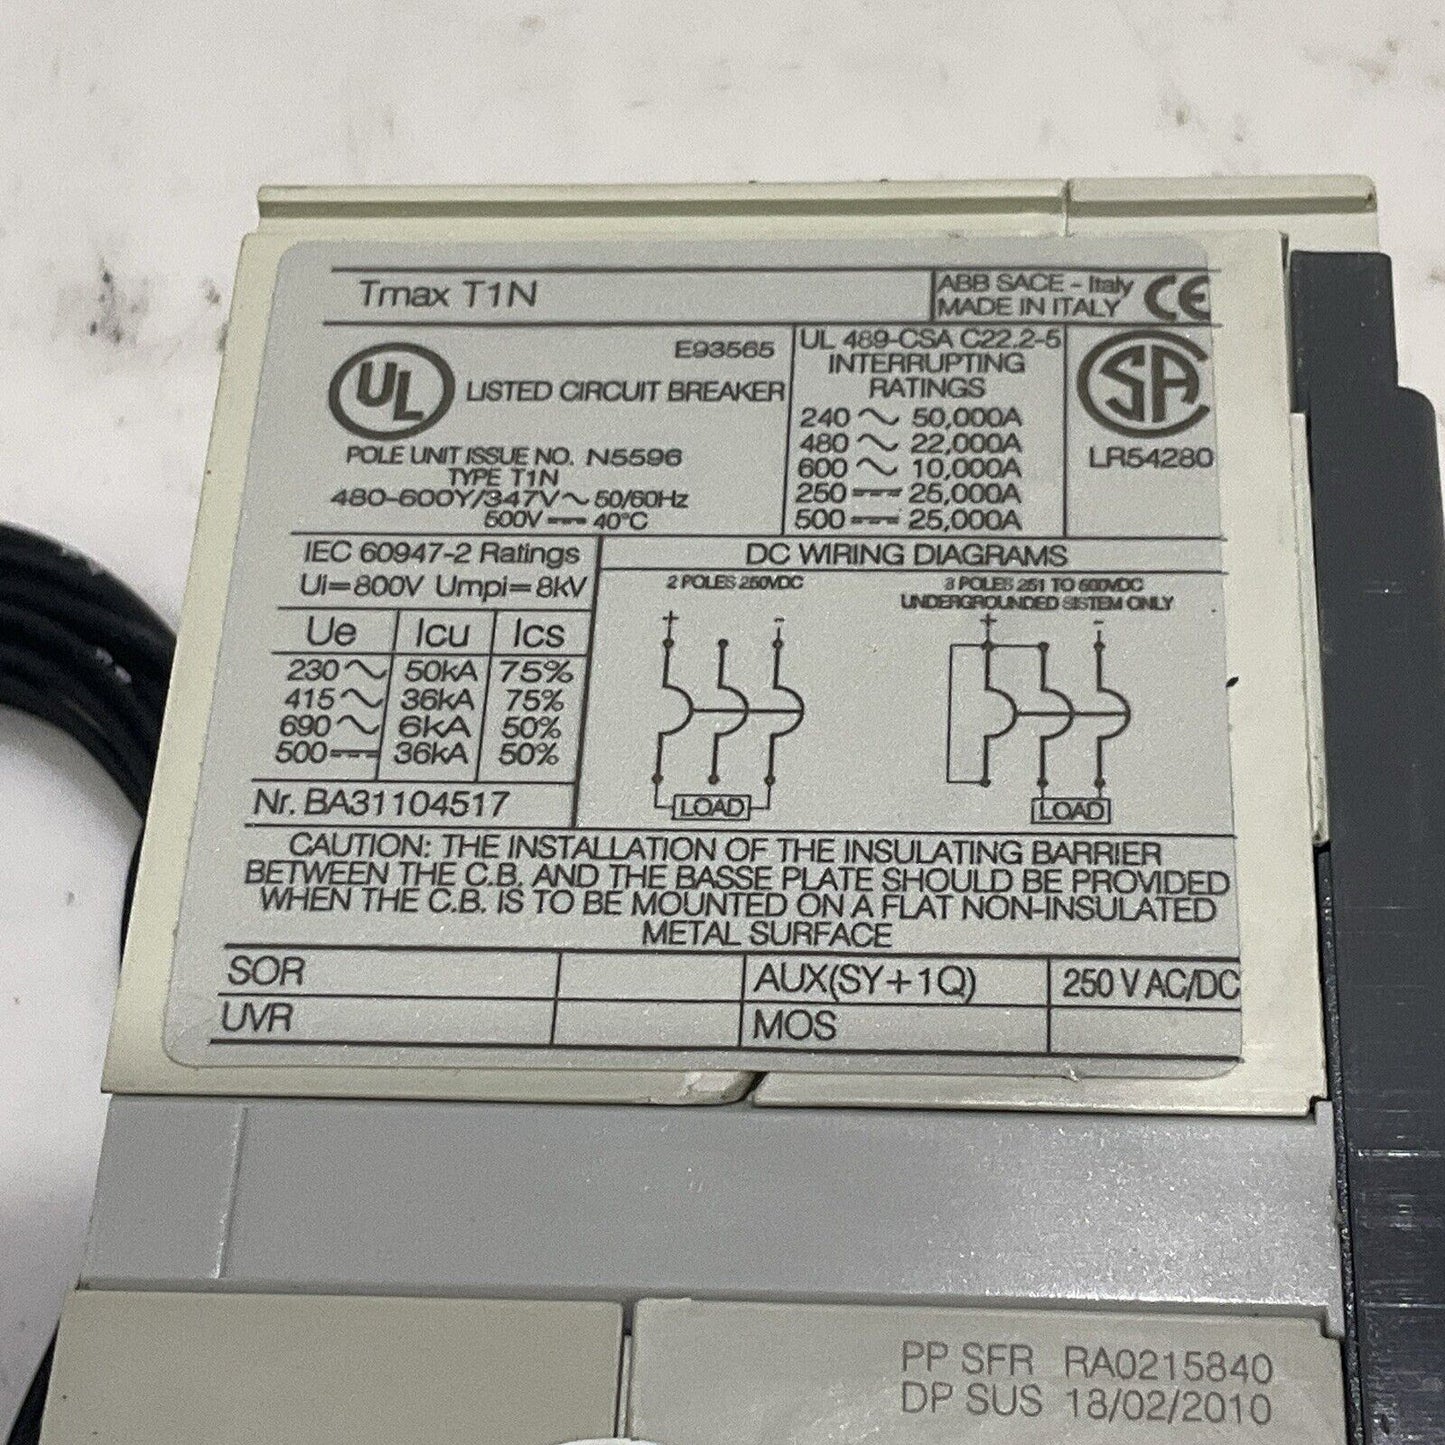 Tmax T1N
ABB SACE - Italy
MADE IN ITALY
CE
UL
E93565
LISTED CIRCUIT BREAKER
POLE UNIT ISSUE NO. N5596
TYPE T1N
480-600Y/347V~ 50/60Hz
500V⎓ 40°C
UL 489-CSA C22.2-5
INTERRUPTING
RATINGS
240 ~ 50,000A
480 ~ 22,000A
600 ~ 10,000A
250 ⎓ 25,000A
500 ⎓ 25,000A
SA
LR54280
IEC 60947-2 Ratings
Ui=800V Umpi=8kV
Ue Icu Ics
230 ~ 50kA 75%
415 ~ 36kA 75%
690 ~ 6kA 50%
500 ⎓ 36kA 50%
Nr. BA31104517
DC WIRING DIAGRAMS
2 POLES 250VDC
+ -
LOAD
3 POLES 251 TO 500VDC
UNDERGROUNDED SISTEM ONLY
+ -
LOAD
CAUTION: THE INSTALLATION OF THE INSULATING BARRIER
BETWEEN THE C.B. AND THE BASSE PLATE SHOULD BE PROVIDED
WHEN THE C.B. IS TO BE MOUNTED ON A FLAT NON-INSULATED
METAL SURFACE
SOR AUX(SY+1Q) 250 V AC/DC
UVR MOS
PP SFR RA0215840
DP SUS 18/02/2010